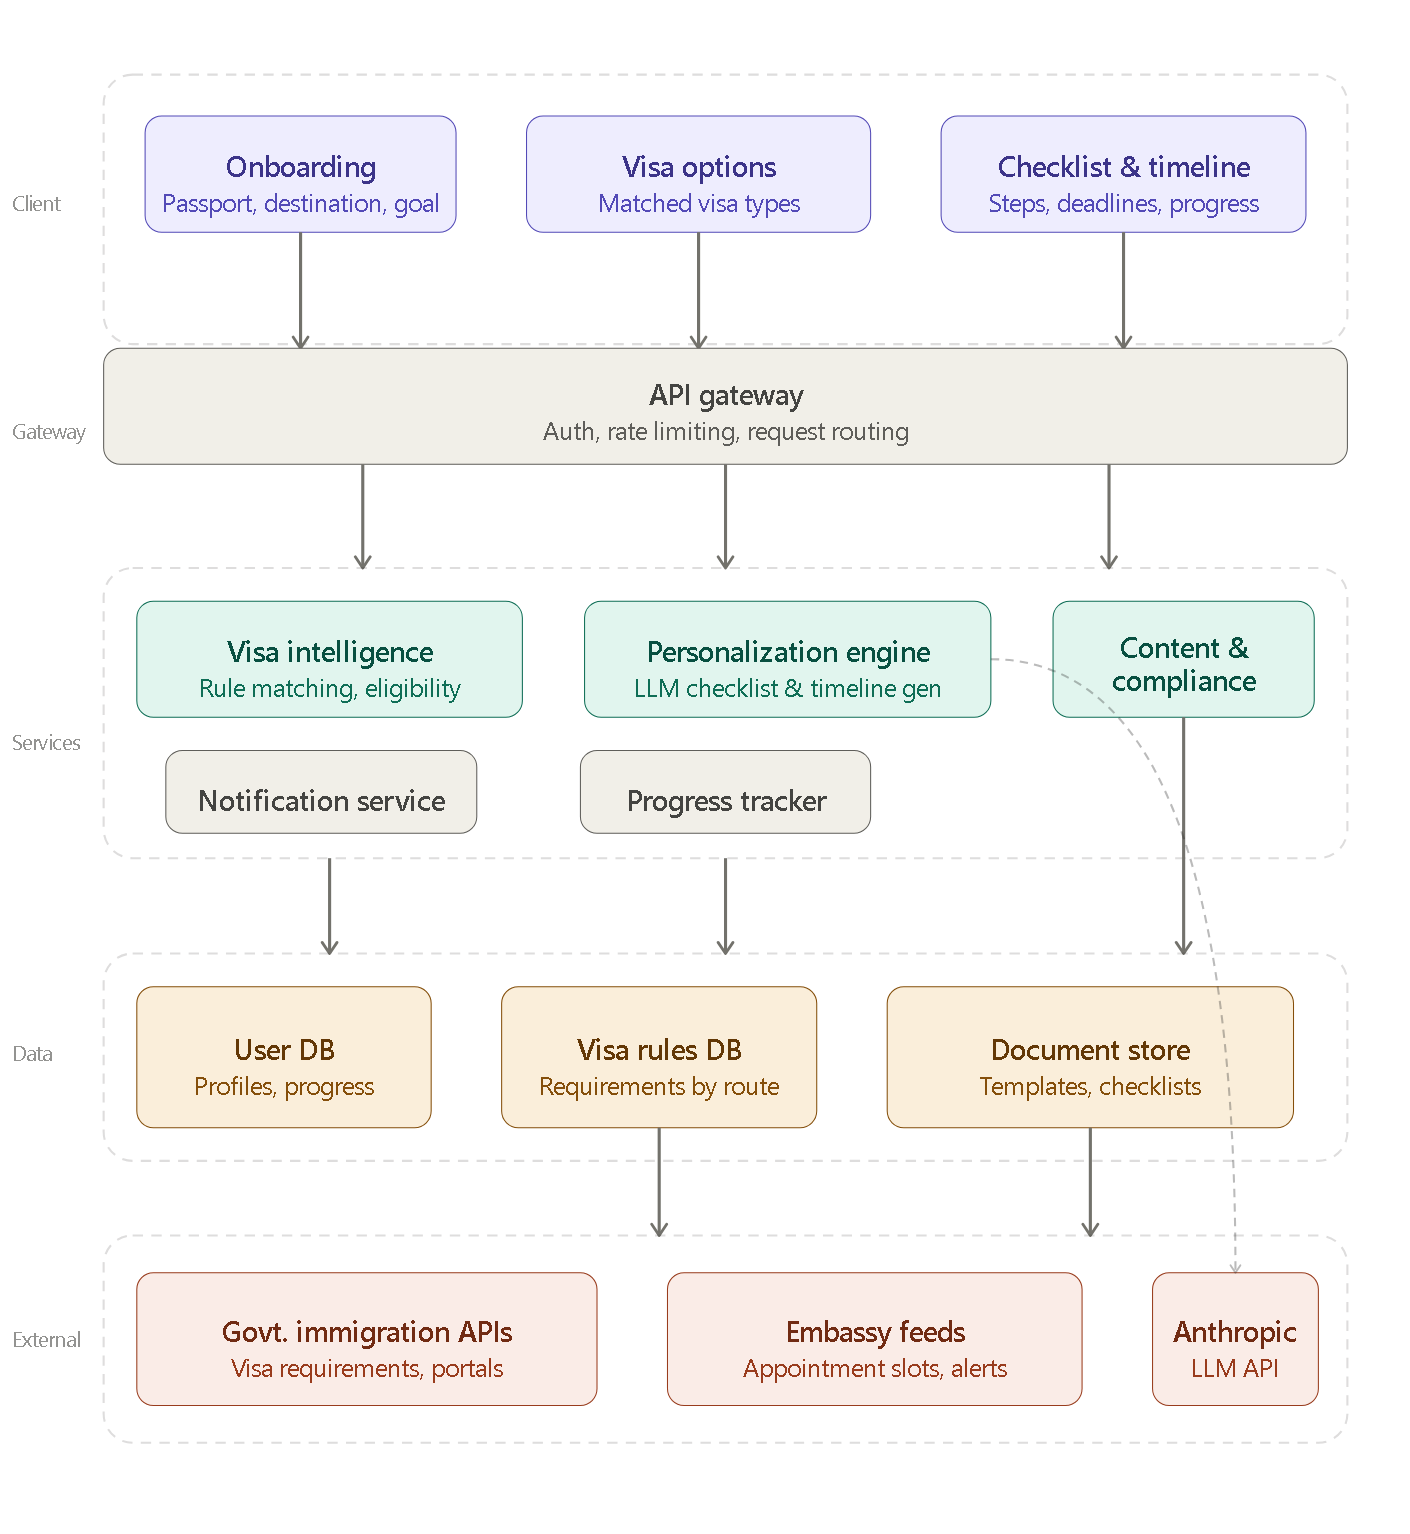 Client
Onboarding
Passport, destination, goal
Visa options
Matched visa types
Checklist & timeline
Steps, deadlines, progress
Gateway
API gateway
Auth, rate limiting, request routing
Services
Visa intelligence
Rule matching, eligibility
Personalization engine
LLM checklist & timeline gen
Content &
compliance
Notification service
Progress tracker
Data
User DB
Profiles, progress
Visa rules DB
Requirements by route
Document store
Templates, checklists
External
Govt. immigration APIs
Visa requirements, portals
Embassy feeds
Appointment slots, alerts
Anthropic
LLM API